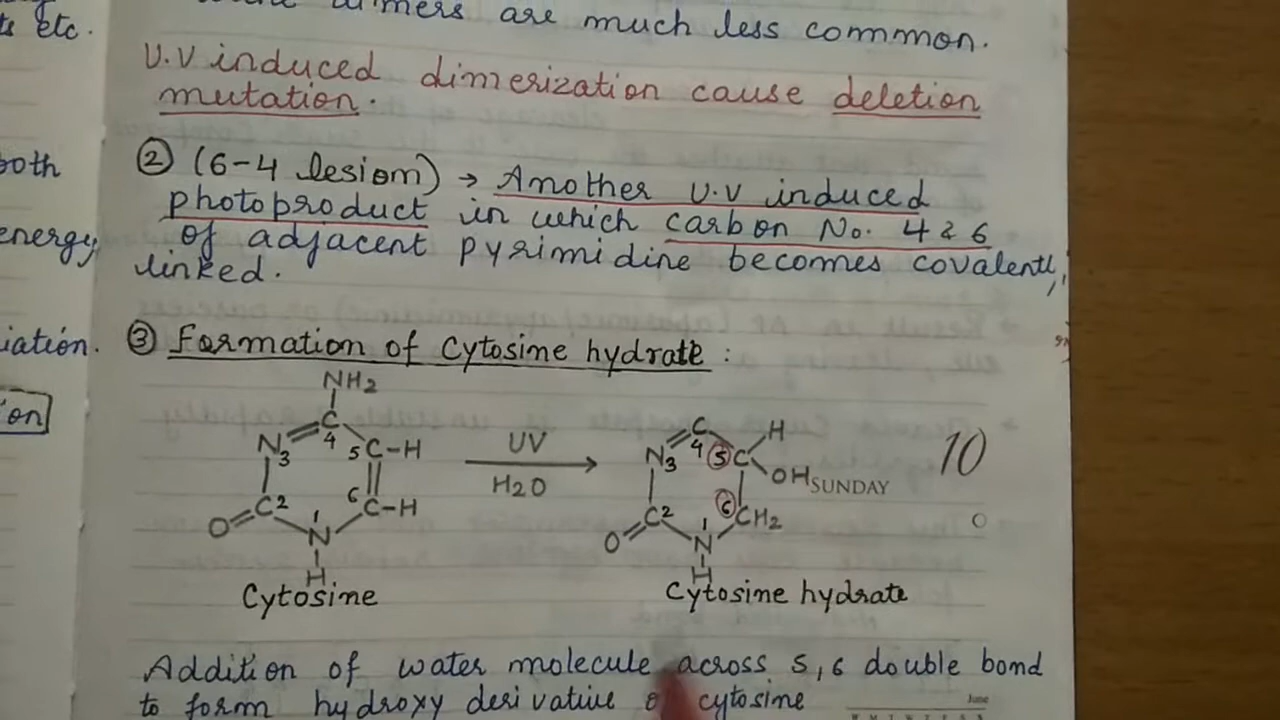 ts etc.
dimers are much less common.
U.V induced dimerization cause deletion
mutation.
both
② (6-4 lesion) → Another U.V induced
photoproduct in which carbon No. 4 & 6
energy
of adjacent pyrimidine becomes covalently
linked.
iation.
③ Formation of Cytosine hydrate :
on
NH2
C
4
N3
5 C-H
6 C-H
C2
O
N
1
H
Cytosine
UV
H2O
C
4
N3
5 C
H
OH
6 CH2
C2
O
N
1
H
Cytosine hydrate
10
SUNDAY
Addition of water molecule across 5,6 double bond
to form hydroxy derivative cytosine
June